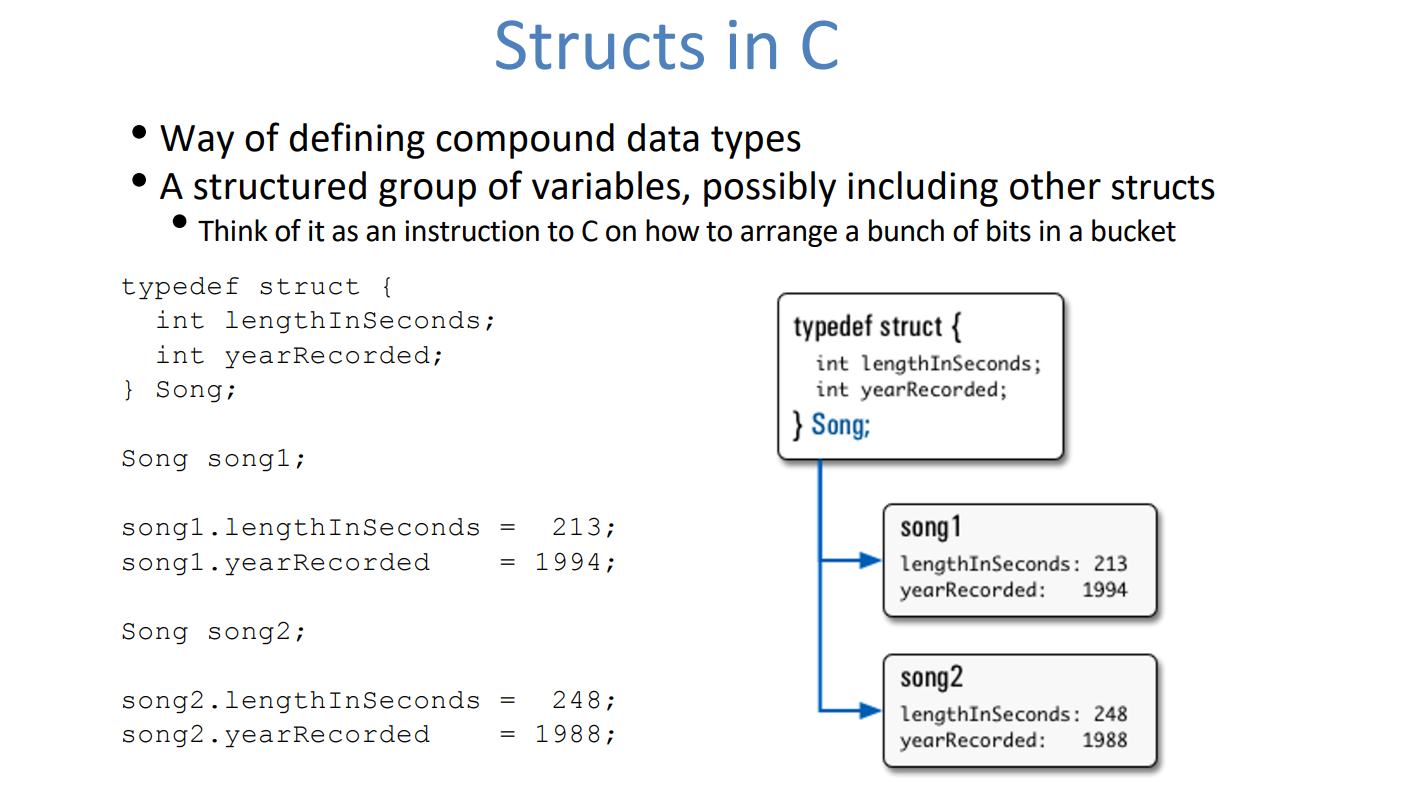 Structs in C
• Way of defining compound data types
• A structured group of variables, possibly including other structs
• Think of it as an instruction to C on how to arrange a bunch of bits in a bucket
typedef struct {
  int lengthInSeconds;
  int yearRecorded;
} Song;
Song song1;
song1.lengthInSeconds =  213;
song1.yearRecorded    = 1994;
Song song2;
song2.lengthInSeconds =  248;
song2.yearRecorded    = 1988;
typedef struct {
  int lengthInSeconds;
  int yearRecorded;
} Song;
song1
lengthInSeconds: 213
yearRecorded:   1994
song2
lengthInSeconds: 248
yearRecorded:   1988